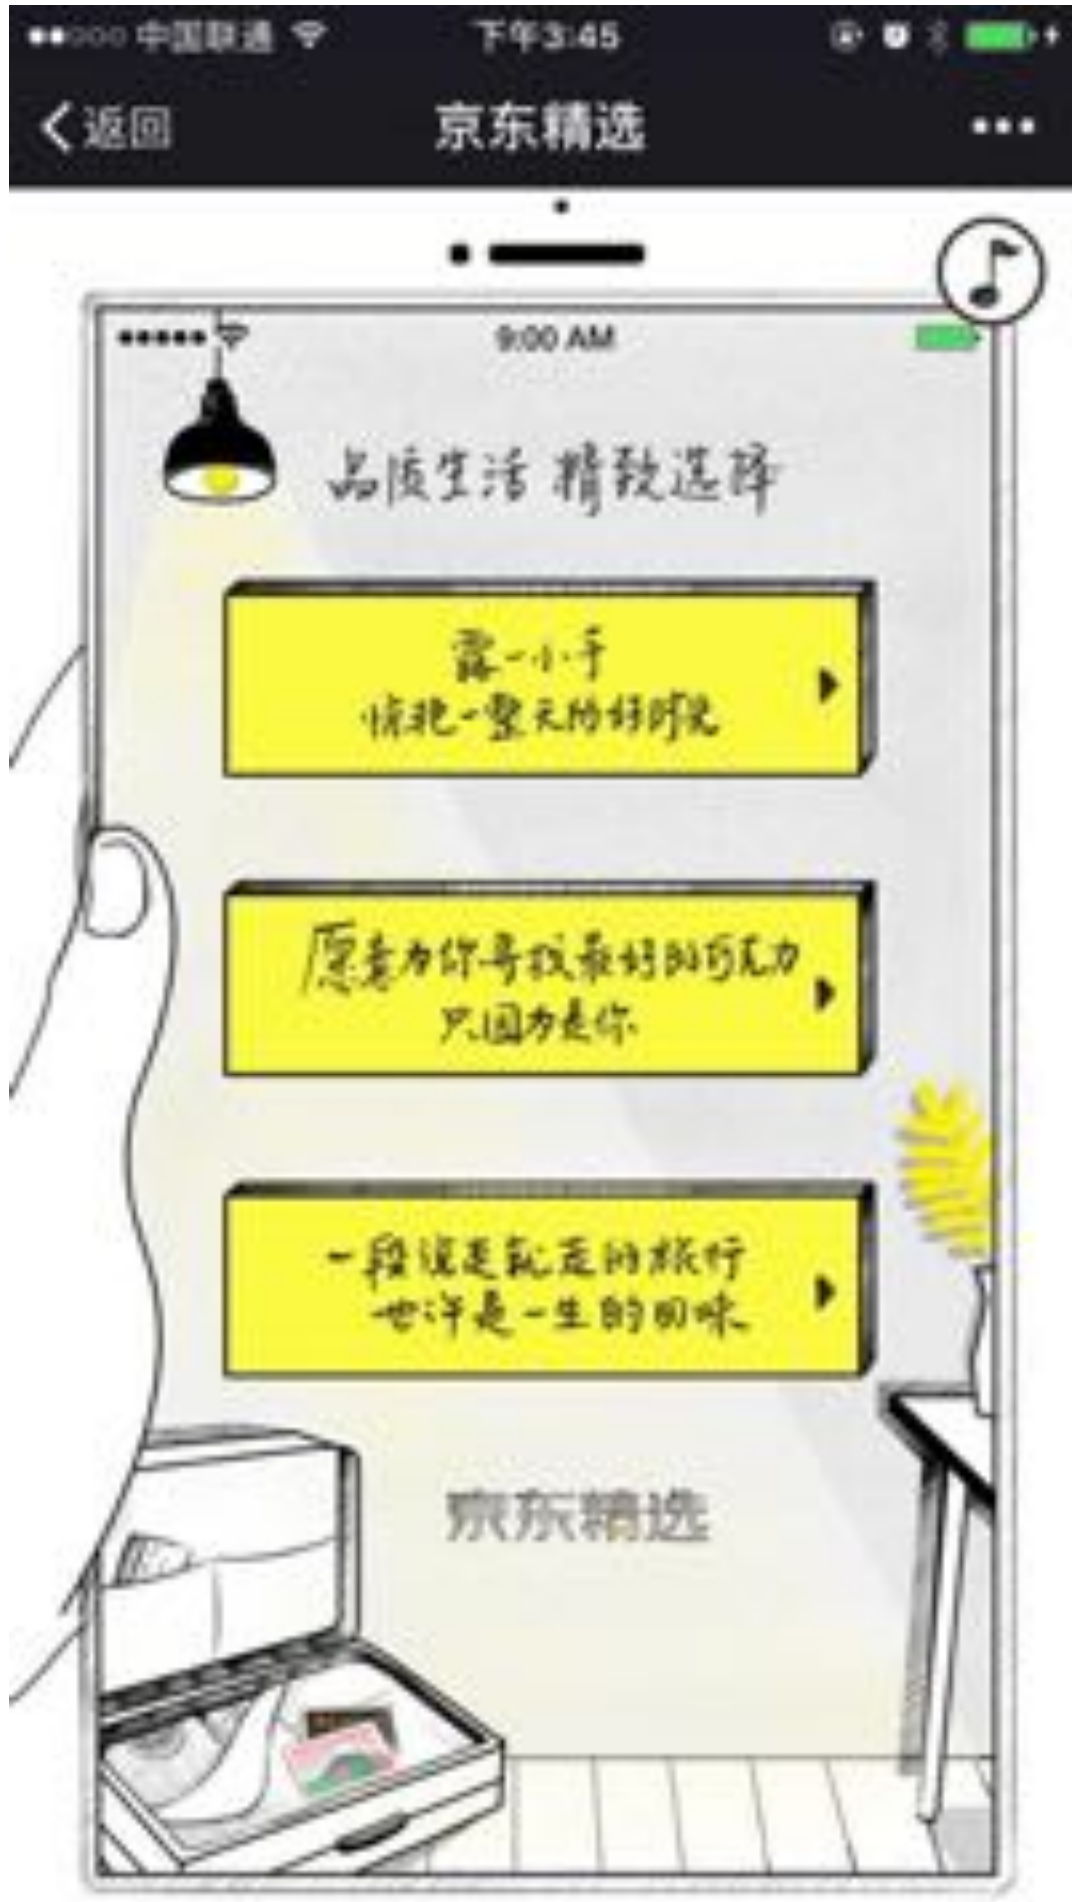 中国联通
下午3:45
返回
京东精选
9:00 AM
品质生活 精致选择
露一小手
惊艳一整天的好时光
愿意为你寻找最好的巧克力
只因为是你
一段说走就走的旅行
也许是一生的回味
京东精选